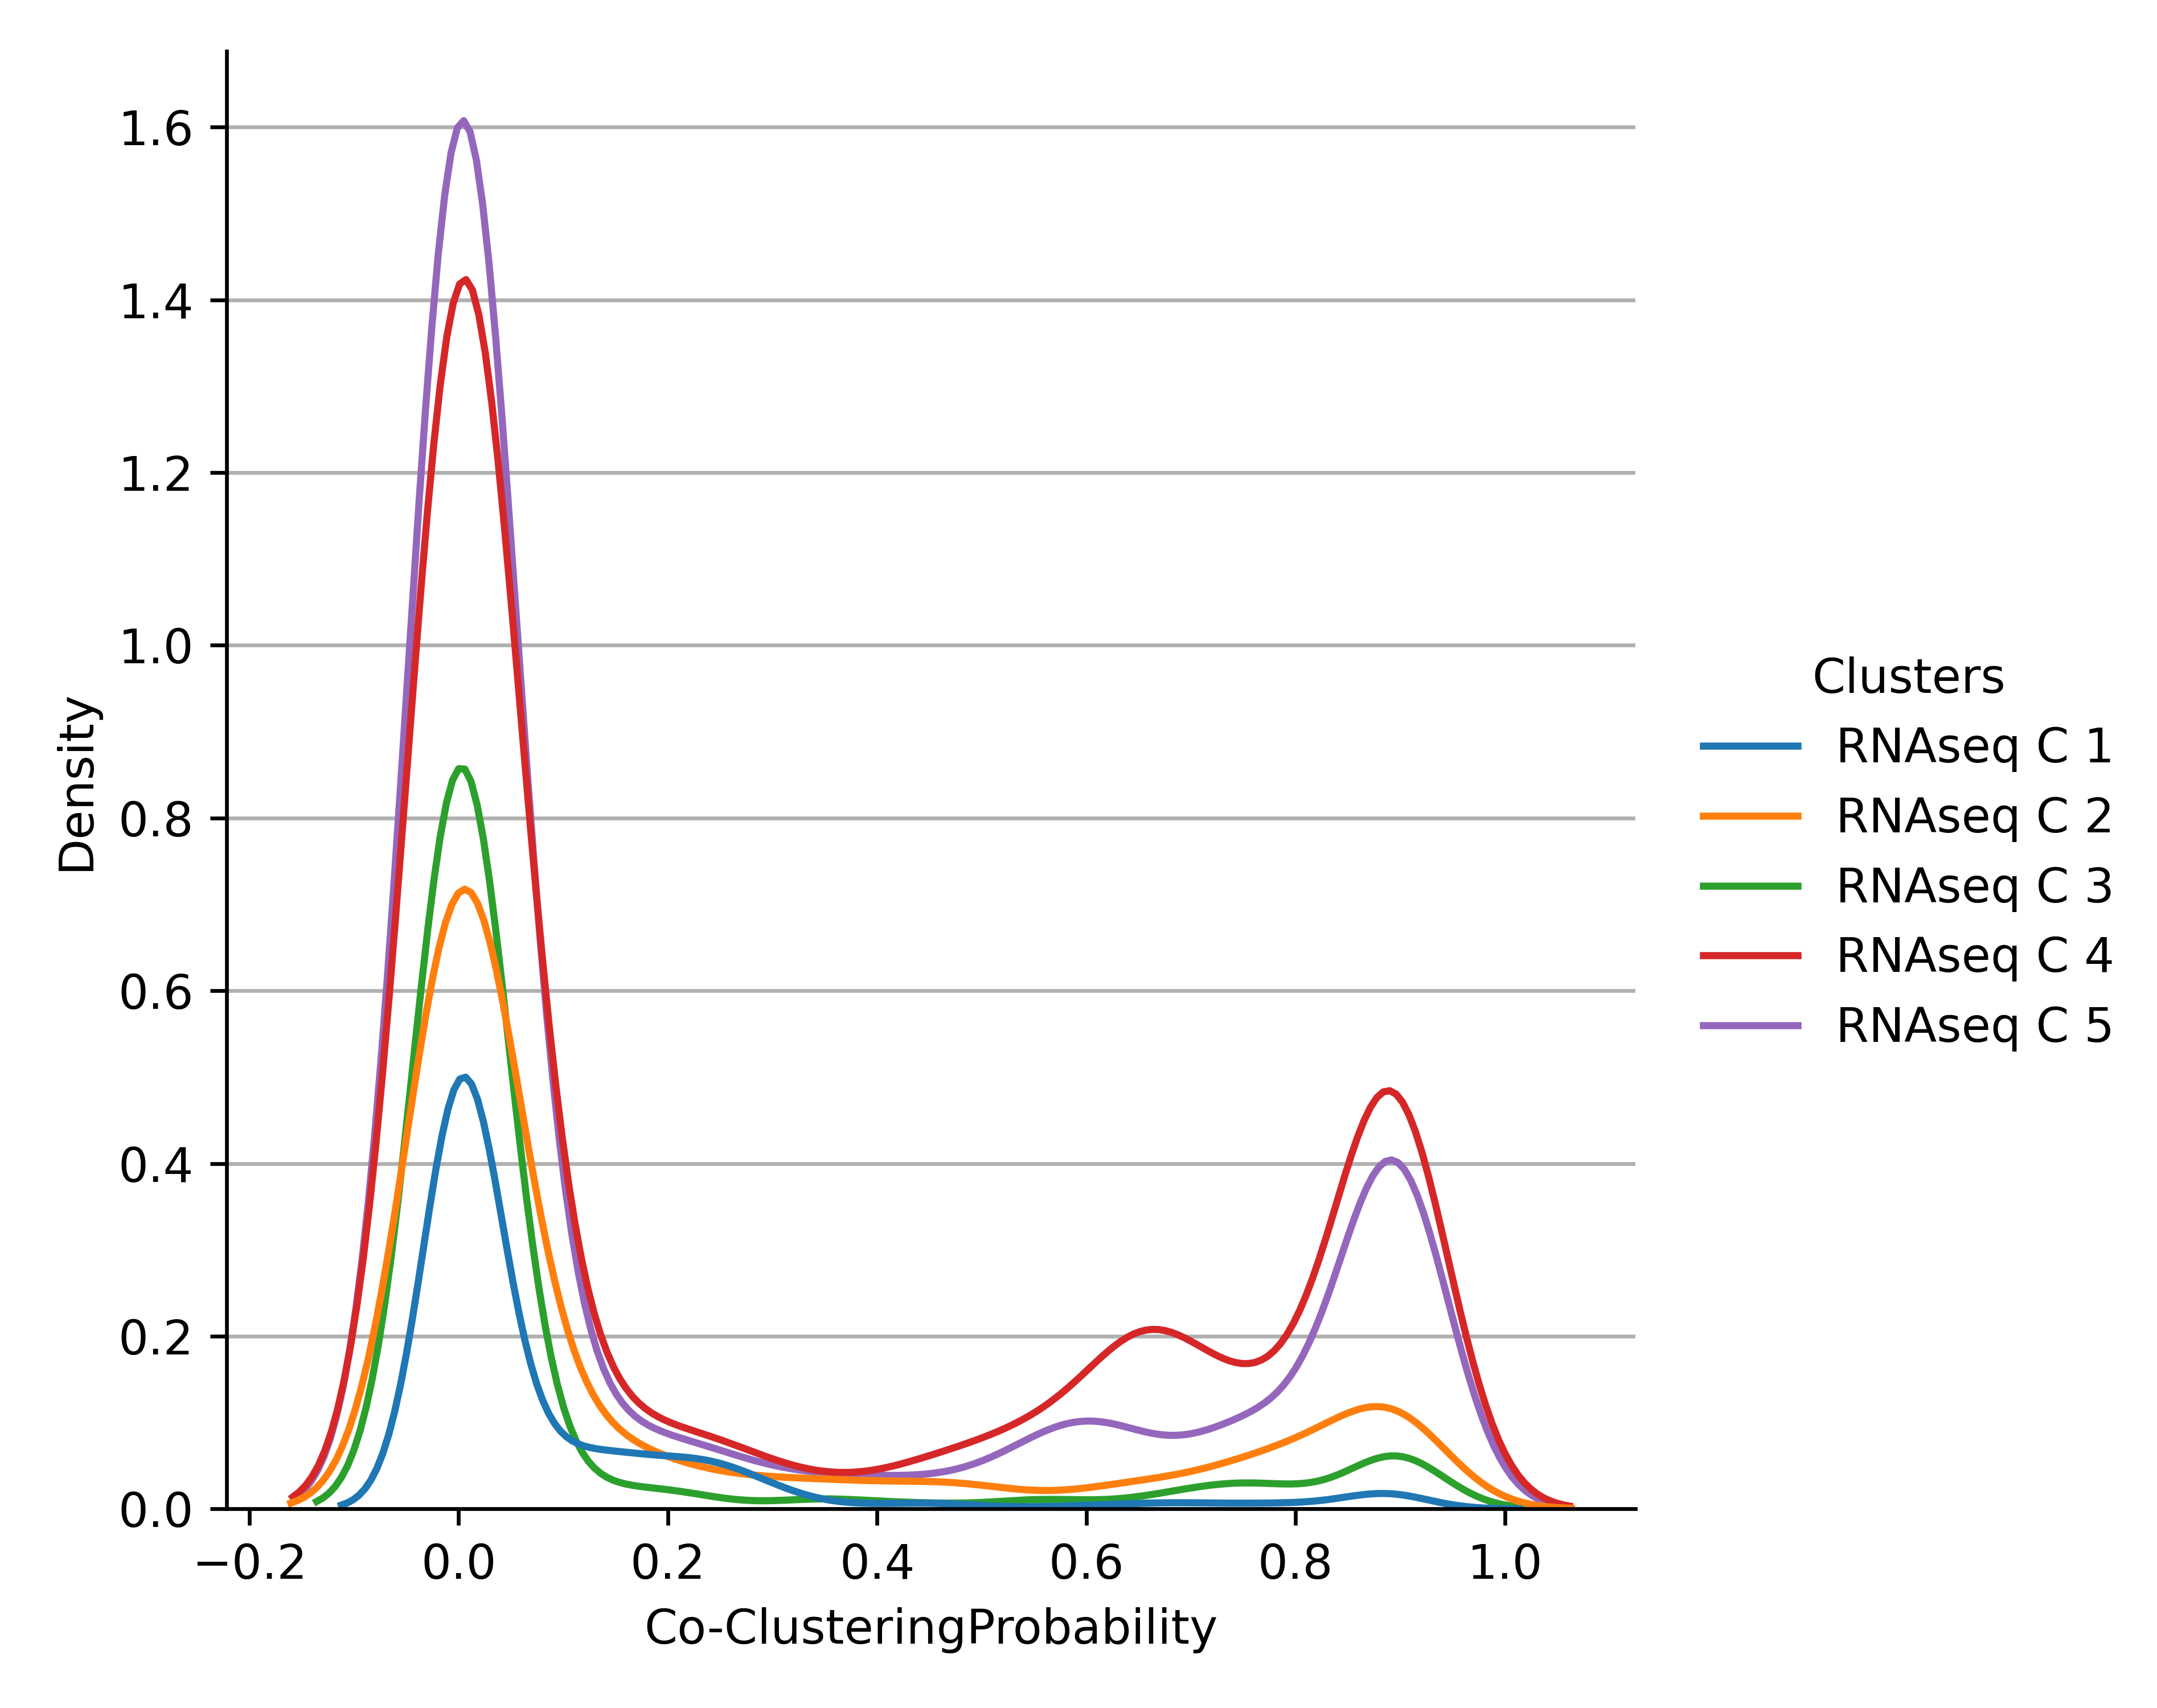 1.6
1.4
1.2
1.0
0.8
0.6
0.4
0.2
0.0
Density
−0.2 0.0 0.2 0.4 0.6 0.8 1.0
Co-ClusteringProbability
Clusters
RNAseq C 1
RNAseq C 2
RNAseq C 3
RNAseq C 4
RNAseq C 5